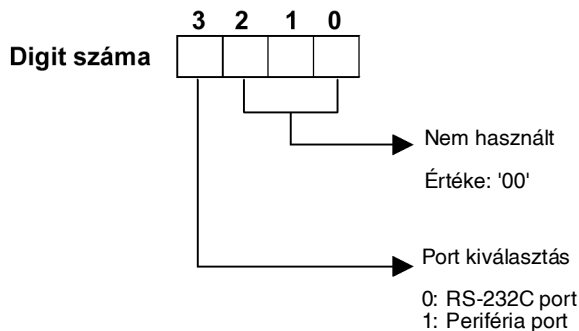 3 2 1 0
Digit száma
Nem használt
Értéke: '00'
Port kiválasztás
0: RS-232C port
1: Periféria port